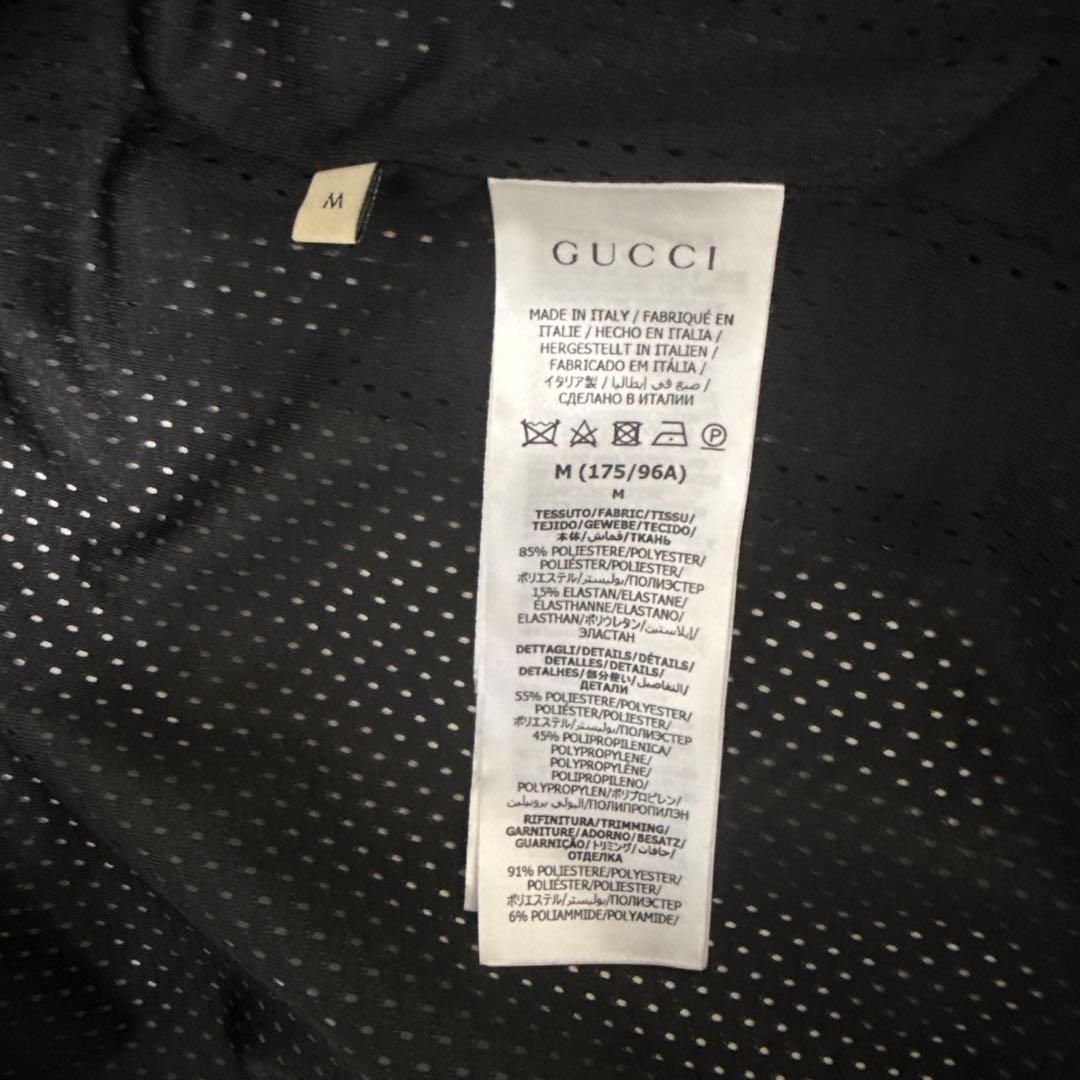 M
GUCCI
MADE IN ITALY / FABRIQUÉ EN
ITALIE / HECHO EN ITALIA /
HERGESTELLT IN ITALIEN /
FABRICADO EM ITÁLIA /
イタリア製 / صنع في إيطاليا /
СДЕЛАНО В ИТАЛИИ
P
M (175/96A)
M
TESSUTO/FABRIC/TISSU/
TEJIDO/GEWEBE/TECIDO/
本体/قماش/ТКАНЬ
85% POLIESTERE/POLYESTER/
POLIÉSTER/POLIESTER/
ポリエステル/بوليستر/ПОЛИЭСТЕР
15% ELASTAN/ELASTANE/
ÉLASTHANNE/ELASTANO/
ELASTHAN/ポリウレタン/إيلاستين/
ЭЛАСТАН
DETTAGLI/DETAILS/DÉTAILS/
DETALLES/DETAILS/
DETALHES/部分使い/التفاصيل/
ДЕТАЛИ
55% POLIESTERE/POLYESTER/
POLIÉSTER/POLIESTER/
ポリエステル/بوليستر/ПОЛИЭСТЕР
45% POLIPROPILENICA/
POLYPROPYLENE/
POLYPROPYLÈNE/
POLIPROPILENO/
POLYPROPYLEN/ポリプロピレン/
البولي بروبيلين/ПОЛИПРОПИЛЭН
RIFINITURA/TRIMMING/
GARNITURE/ADORNO/BESATZ/
GUARNIÇÃO/トリミング/حافات/
ОТДЕЛКА
91% POLIESTERE/POLYESTER/
POLIÉSTER/POLIESTER/
ポリエステル/بوليستر/ПОЛИЭСТЕР
6% POLIAMMIDE/POLYAMIDE/